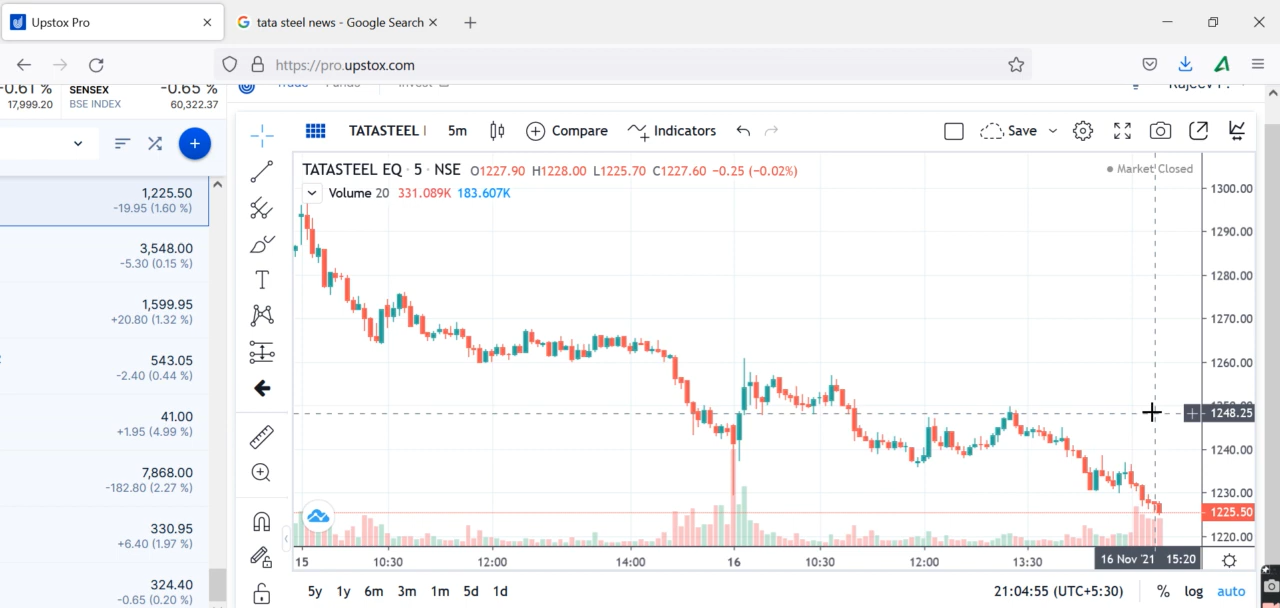 Upstox Pro
tata steel news - Google Search
https://pro.upstox.com
-0.61 % SENSEX -0.65 %
17,999.20 BSE INDEX 60,322.37
TATASTEEL 5m Compare Indicators Save
TATASTEEL EQ · 5 · NSE O1227.90 H1228.00 L1225.70 C1227.60 −0.25 (−0.02%) Market Closed
Volume 20 331.089K 183.607K
1,225.50
-19.95 (1.60 %)
3,548.00
-5.30 (0.15 %)
1,599.95
+20.80 (1.32 %)
543.05
-2.40 (0.44 %)
41.00
+1.95 (4.99 %)
7,868.00
-182.80 (2.27 %)
330.95
+6.40 (1.97 %)
324.40
-0.65 (0.20 %)
1300.00
1290.00
1280.00
1270.00
1260.00
1248.25
1240.00
1230.00
1225.50
1220.00
15 10:30 12:00 14:00 16 10:30 12:00 13:30 16 Nov '21 15:20
5y 1y 6m 3m 1m 5d 1d 21:04:55 (UTC+5:30) % log auto